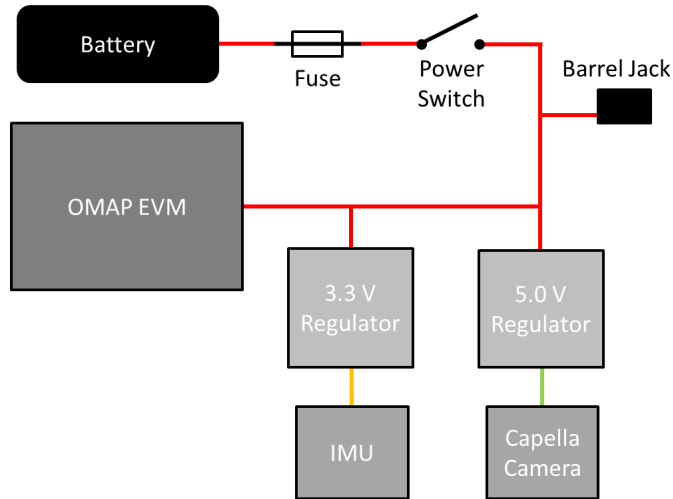 Battery
Fuse
Power
Switch
Barrel Jack
OMAP EVM
3.3 V
Regulator
5.0 V
Regulator
IMU
Capella
Camera